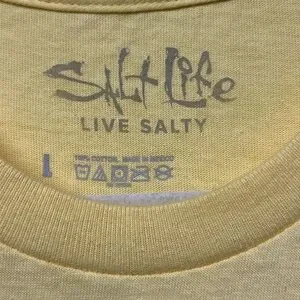 Salt Life
LIVE SALTY
100% COTTON, MADE IN MEXICO